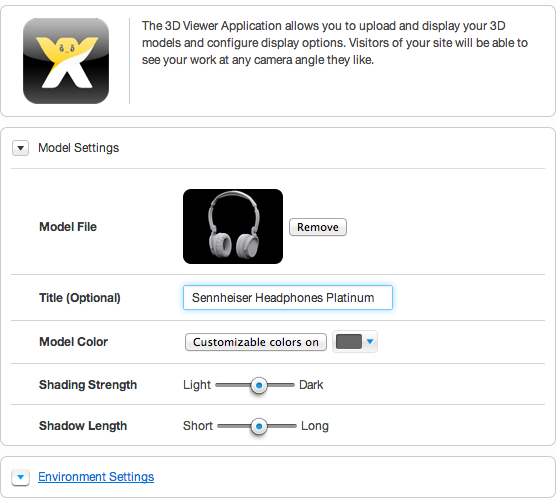 The 3D Viewer Application allows you to upload and display your 3D
models and configure display options. Visitors of your site will be able to
see your work at any camera angle they like.
Model Settings
Model File
Remove
Title (Optional)
Sennheiser Headphones Platinum
Model Color
Customizable colors on
Shading Strength
Light
Dark
Shadow Length
Short
Long
Environment Settings